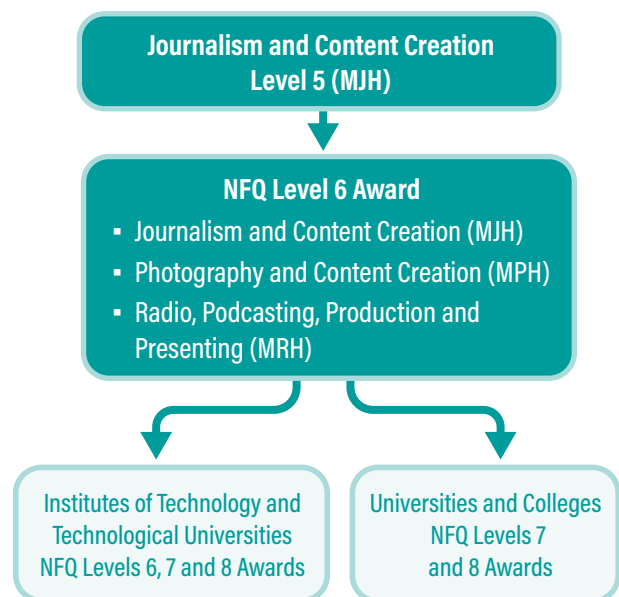 Journalism and Content Creation
Level 5 (MJH)
NFQ Level 6 Award
▪ Journalism and Content Creation (MJH)
▪ Photography and Content Creation (MPH)
▪ Radio, Podcasting, Production and
Presenting (MRH)
Institutes of Technology and
Technological Universities
NFQ Levels 6, 7 and 8 Awards
Universities and Colleges
NFQ Levels 7
and 8 Awards